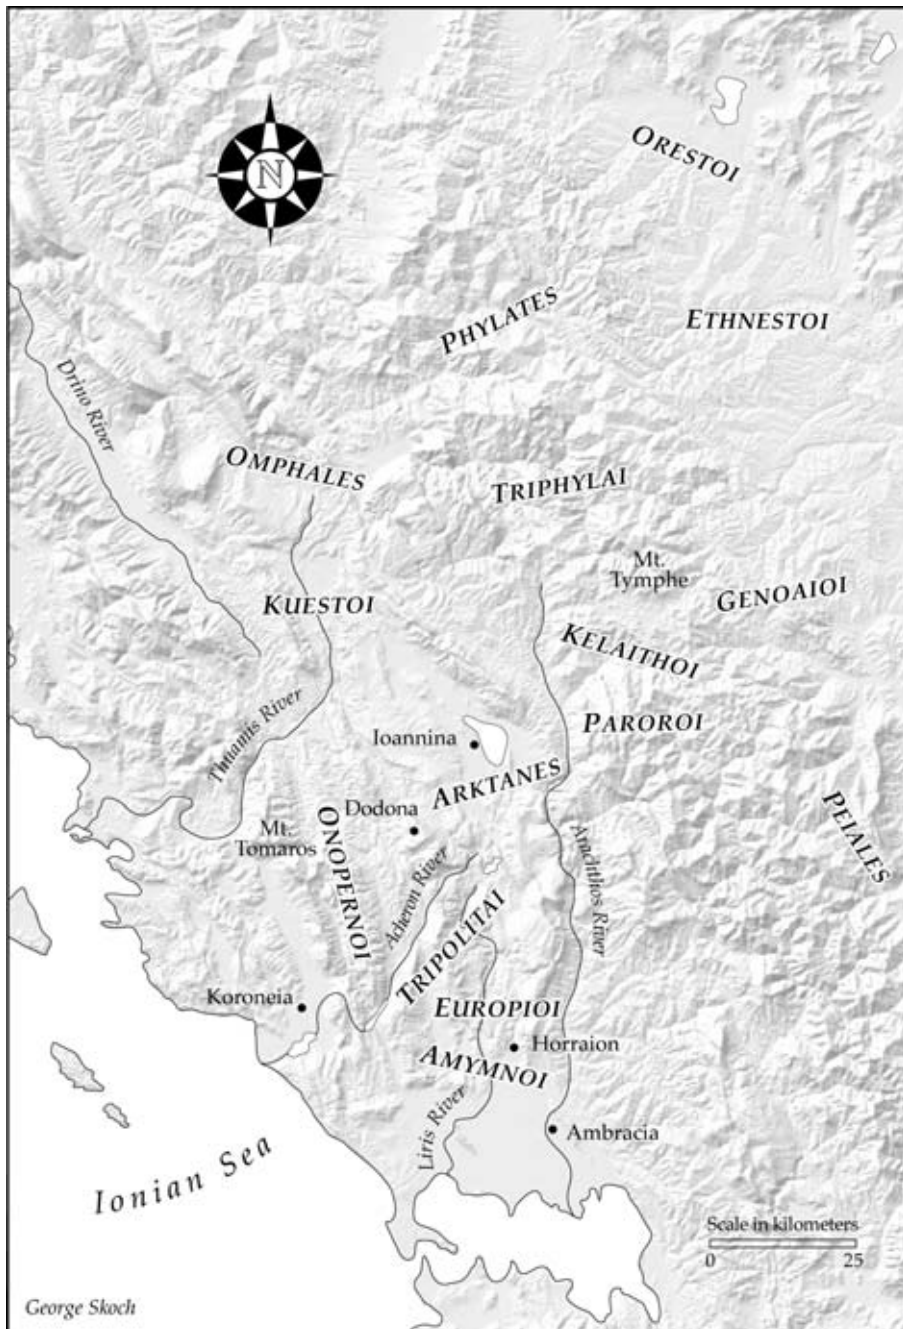 ORESTOI
N
PHYLATES
ETHNESTOI
Drino River
OMPHALES
TRIPHYLAI
Mt.
Tymphe
GENOAIOI
KUESTOI
KELAITHOI
Thuamis River
PAROROI
Ioannina
ARKTANES
PEIALES
Dodona
Mt.
Tomaros
ONOPERNOI
Acheron River
Arachthos River
TRIPOLITAI
Koroneia
EUROPIOI
Horraion
AMYMNOI
Liris River
Ambracia
Ionian Sea
Scale in kilometers
0 25
George Skoch